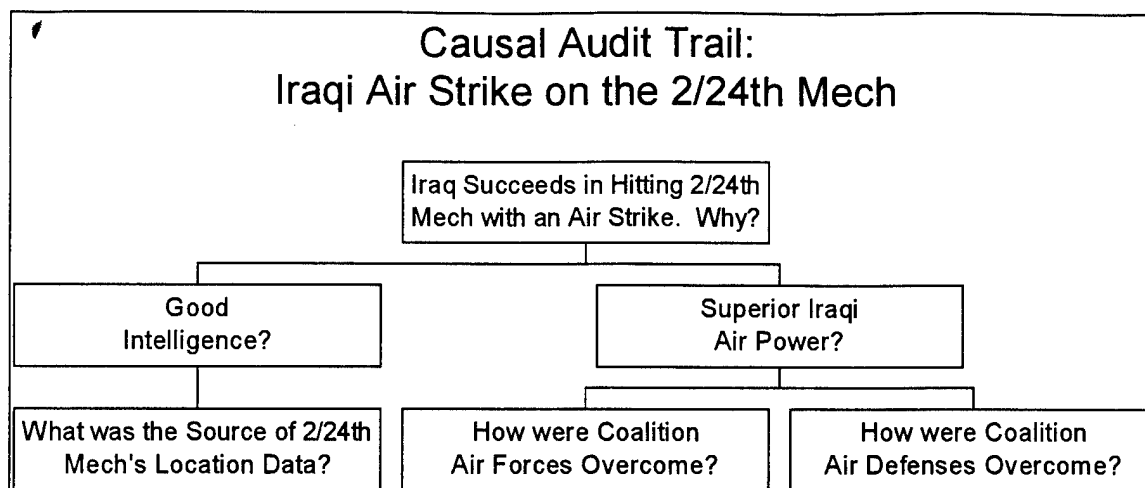 Causal Audit Trail:
Iraqi Air Strike on the 2/24th Mech
Iraq Succeeds in Hitting 2/24th
Mech with an Air Strike.  Why?
Good
Intelligence?
Superior Iraqi
Air Power?
What was the Source of 2/24th
Mech's Location Data?
How were Coalition
Air Forces Overcome?
How were Coalition
Air Defenses Overcome?